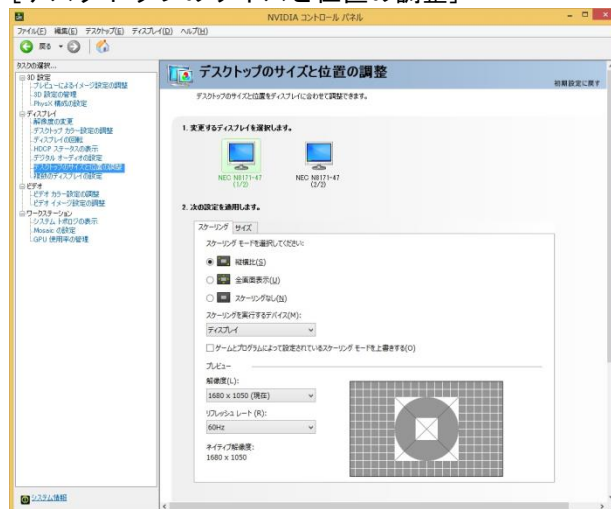 [デスクトップのサイズと位置の調整]
NVIDIA コントロール パネル
ファイル(F) 編集(E) デスクトップ(E) ディスプレイ(D) ヘルプ(H)
戻る
タスクの選択...
3D 設定
プレビューによるイメージ設定の調整
3D 設定の管理
PhysX 構成の設定
ディスプレイ
解像度の変更
デスクトップ カラー設定の調整
ディスプレイの回転
HDCP ステータスの表示
デジタル オーディオの設定
デスクトップのサイズと位置の調整
複数のディスプレイの設定
ビデオ
ビデオ カラー設定の調整
ビデオ イメージ設定の調整
ワークステーション
システム トポロジの表示
Mosaic の設定
GPU 使用率の管理
システム情報
デスクトップのサイズと位置の調整
初期設定に戻す
デスクトップのサイズと位置をディスプレイに合わせて調整できます。
1. 変更するディスプレイを選択します。
NEC N8171-47
(1/2)
NEC N8171-47
(2/2)
2. 次の設定を適用します。
スケーリング サイズ
スケーリング モードを選択してください:
縦横比(S)
全画面表示(U)
スケーリングなし(N)
スケーリングを実行するデバイス(M):
ディスプレイ
ゲームとプログラムによって設定されているスケーリング モードを上書きする(O)
プレビュー
解像度(L):
1680 x 1050 (現在)
リフレッシュ レート (R):
60Hz
ネイティブ解像度:
1680 x 1050